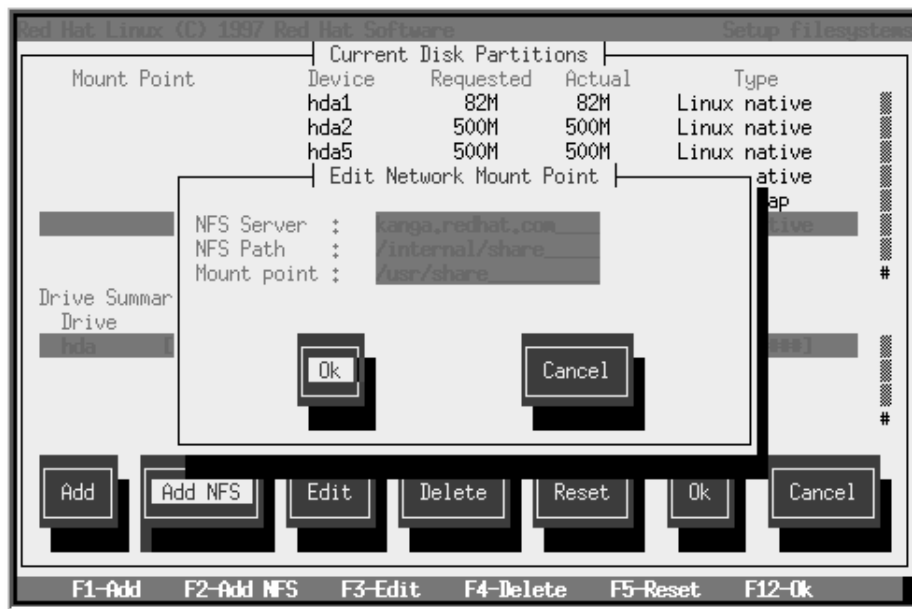 Red Hat Linux (C) 1997 Red Hat Software Setup filesystems
Current Disk Partitions
Mount Point Device Requested Actual Type
hda1 82M 82M Linux native
hda2 500M 500M Linux native
hda5 500M 500M Linux native
ative
ap
tive
Edit Network Mount Point
NFS Server : kanga.redhat.com
NFS Path : /internal/share
Mount point : /usr/share
#
Drive Summar
Drive
hda [ ###]
Ok Cancel
#
Add Add NFS Edit Delete Reset Ok Cancel
F1-Add F2-Add NFS F3-Edit F4-Delete F5-Reset F12-Ok